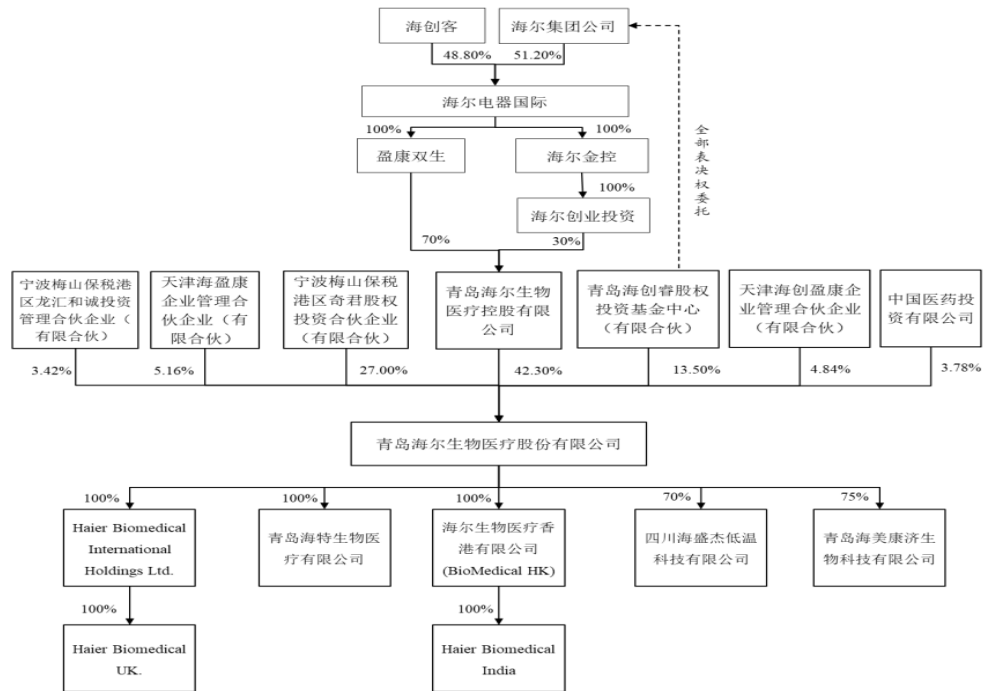 海创客
海尔集团公司
48.80%
51.20%
海尔电器国际
100%
100%
盈康双生
海尔金控
100%
海尔创业投资
全部表决权委托
70%
30%
宁波梅山保税港
区龙汇和诚投资
管理合伙企业（
有限合伙）
天津海盈康
企业管理合
伙企业（有
限合伙）
宁波梅山保税
港区奇君股权
投资合伙企业
（有限合伙）
青岛海尔生物
医疗控股有限
公司
青岛海创睿股权
投资基金中心
（有限合伙）
天津海创盈康企
业管理合伙企
业（有限合伙）
中国医药投
资有限公司
3.42%
5.16%
27.00%
42.30%
13.50%
4.84%
3.78%
青岛海尔生物医疗股份有限公司
100%
100%
100%
70%
75%
Haier Biomedical
International
Holdings Ltd.
青岛海特生物医
疗有限公司
海尔生物医疗香
港有限公司
(BioMedical HK)
四川海盛杰低温
科技有限公司
青岛海美康济生
物科技有限公司
100%
100%
Haier Biomedical
UK.
Haier Biomedical
India